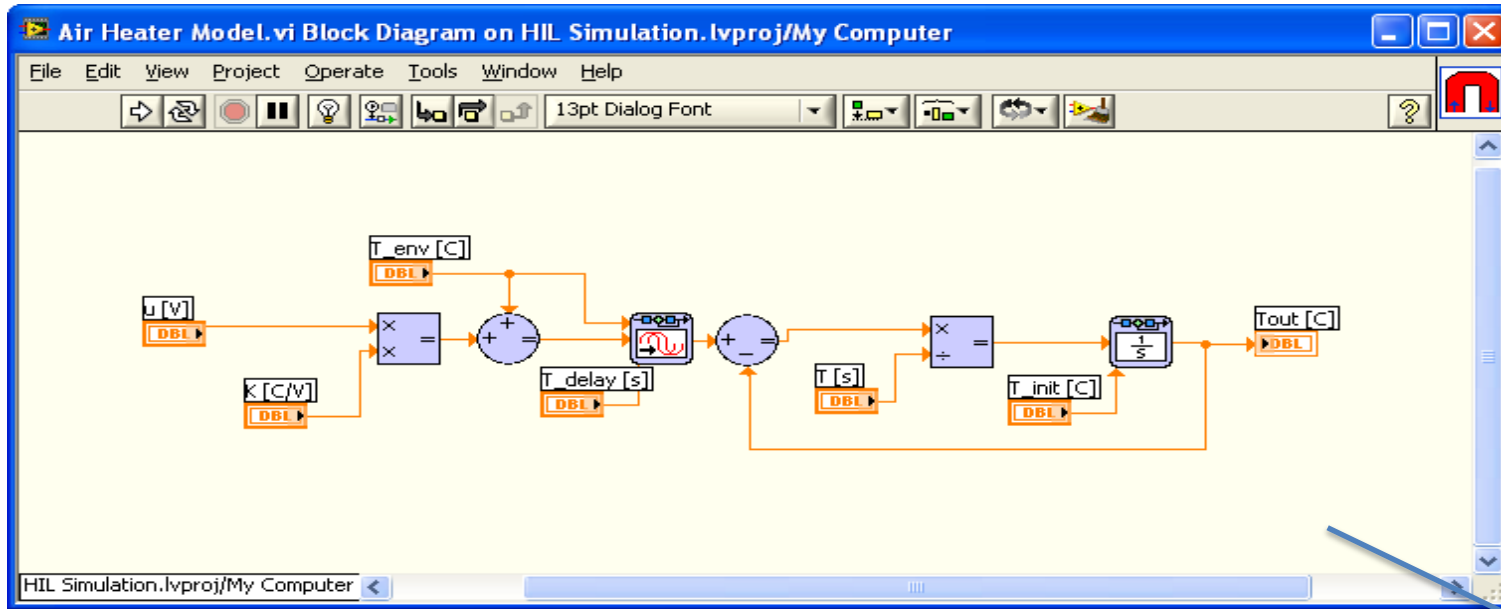 Air Heater Model.vi Block Diagram on HIL Simulation.lvproj/My Computer
File Edit View Project Operate Tools Window Help
13pt Dialog Font
?
T_env [C]
DBL
u [V]
DBL
+
+
=
×
×
=
K [C/V]
DBL
T_delay [s]
DBL
+
−
=
T [s]
DBL
×
÷
=
1
s
T_init [C]
DBL
Tout [C]
DBL
HIL Simulation.lvproj/My Computer